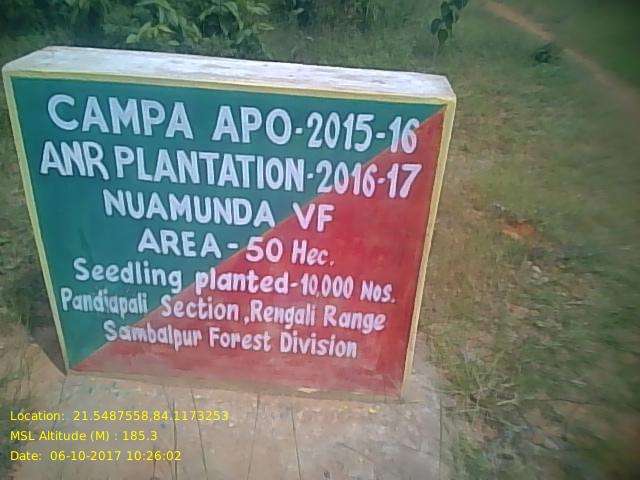 CAMPA APO-2015-16
ANR PLANTATION-2016-17
NUAMUNDA VF
AREA-50 Hec.
Seedling planted-10,000 Nos.
Pandiapali Section, Rengali Range
Sambalpur Forest Division
Location: 21.5487558,84.1173253
MSL Altitude (M) : 185.3
Date: 06-10-2017 10:26:02